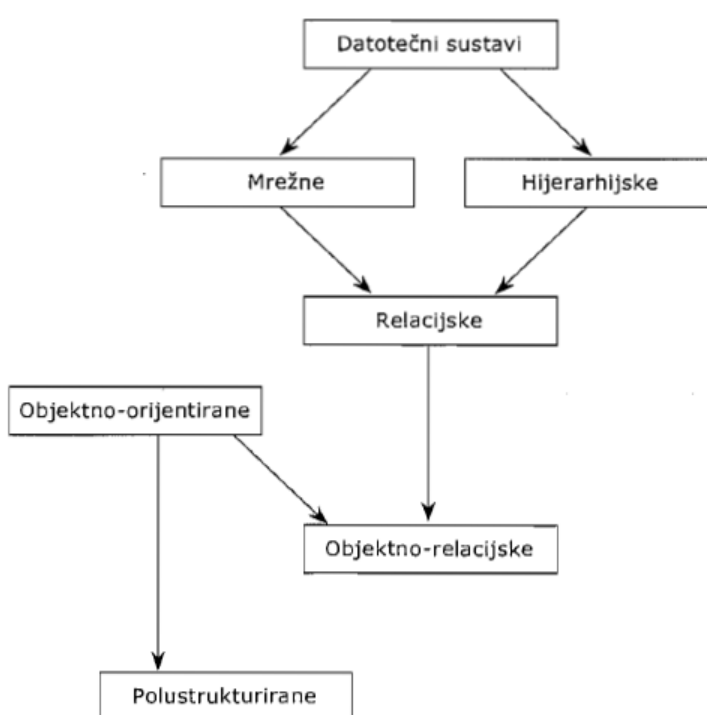 Datotečni sustavi
Mrežne
Hijerarhijske
Relacijske
Objektno-orijentirane
Objektno-relacijske
Polustrukturirane